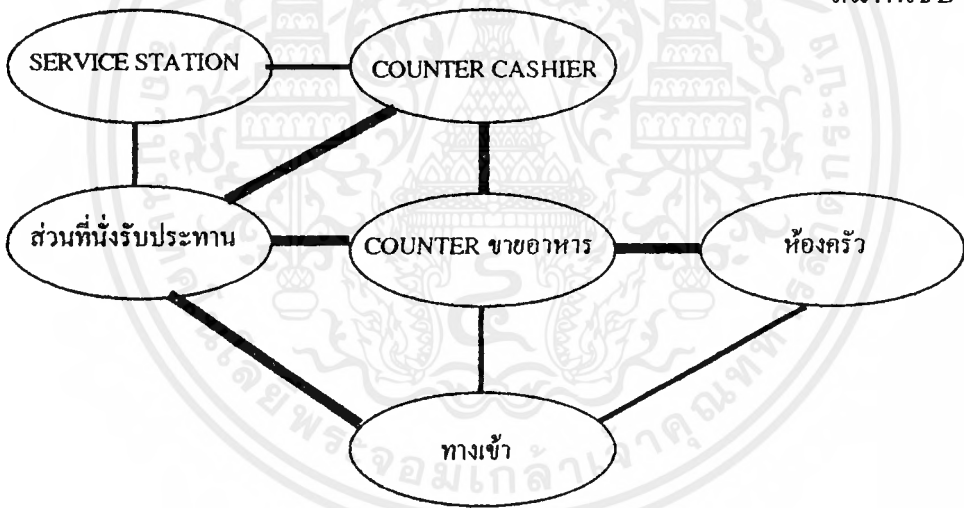 SERVICE STATION
COUNTER CASHIER
ส่วนที่นั่งรับประทาน
COUNTER ขายอาหาร
ห้องครัว
ทางเข้า